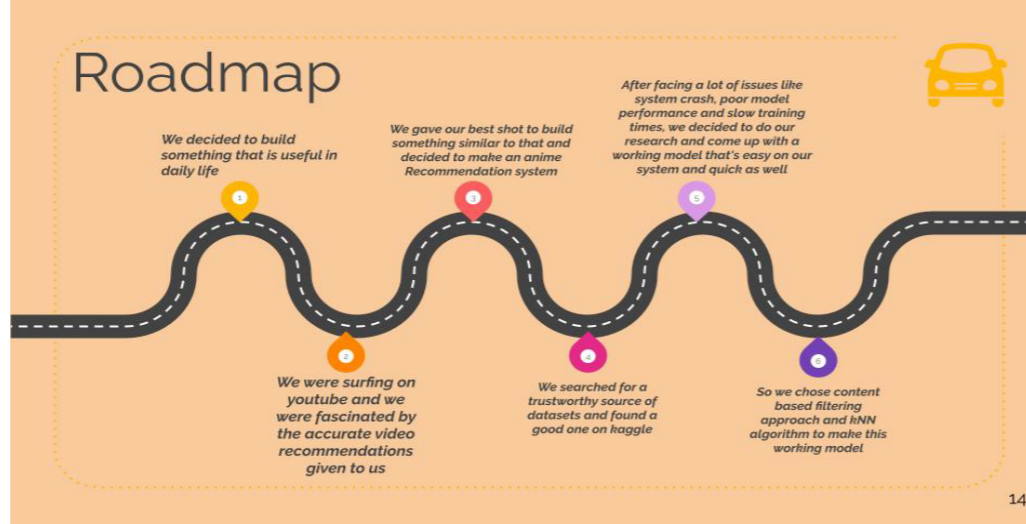 Roadmap
We decided to build
something that is useful in
daily life
1
We were surfing on
youtube and we
were fascinated by
the accurate video
recommendations
given to us
2
We gave our best shot to build
something similar to that and
decided to make an anime
Recommendation system
3
We searched for a
trustworthy source of
datasets and found a
good one on kaggle
4
After facing a lot of issues like
system crash, poor model
performance and slow training
times, we decided to do our
research and come up with a
working model that's easy on our
system and quick as well
5
So we chose content
based filtering
approach and kNN
algorithm to make this
working model
6
14